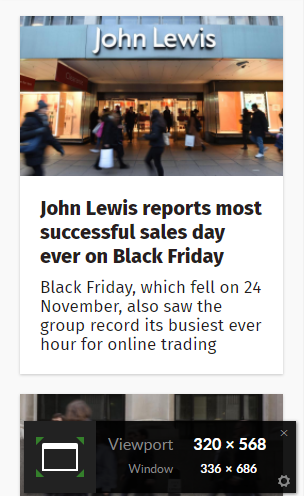 John Lewis
John Lewis reports most
successful sales day
ever on Black Friday
Black Friday, which fell on 24
November, also saw the
group record its busiest ever
hour for online trading
Viewport 320 × 568
Window 336 × 686